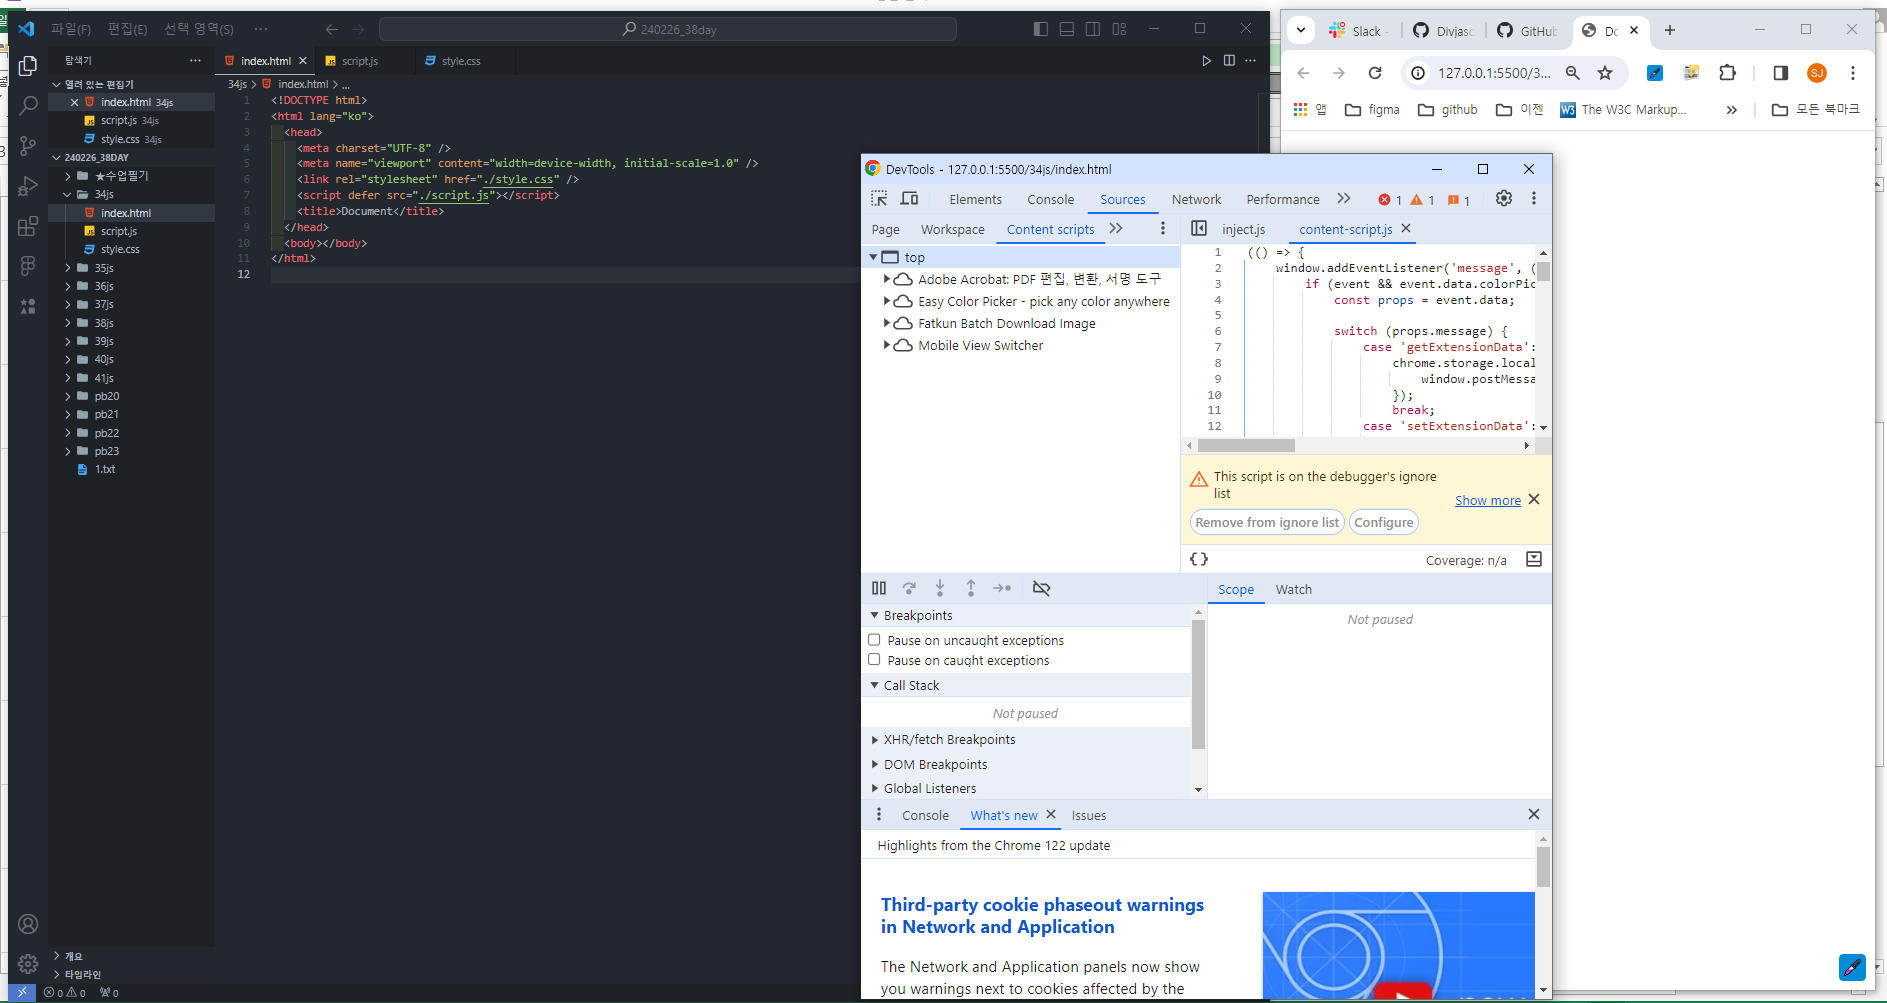 파일(F) 편집(E) 선택 영역(S) ··· 240226_38day
탐색기 ···
열려 있는 편집기
index.html 34js
script.js 34js
style.css 34js
240226_38DAY
★수업필기
34js
index.html
script.js
style.css
35js
36js
37js
38js
39js
40js
41js
pb20
pb21
pb22
pb23
1.txt
개요
타임라인
0 0 0
index.html script.js style.css
34js > index.html > ...
1 <!DOCTYPE html>
2 <html lang="ko">
3 <head>
4 <meta charset="UTF-8" />
5 <meta name="viewport" content="width=device-width, initial-scale=1.0" />
6 <link rel="stylesheet" href="./style.css" />
7 <script defer src="./script.js"></script>
8 <title>Document</title>
9 </head>
10 <body></body>
11 </html>
12
Slack - Divjasc GitHub Do
127.0.0.1:5500/3... SJ
앱 figma github 이젠 W3 The W3C Markup... 모든 북마크
DevTools - 127.0.0.1:5500/34js/index.html
Elements Console Sources Network Performance 1 1 1
Page Workspace Content scripts
top
Adobe Acrobat: PDF 편집, 변환, 서명 도구
Easy Color Picker - pick any color anywhere
Fatkun Batch Download Image
Mobile View Switcher
inject.js content-script.js
1 (() => {
2 window.addEventListener('message', (
3 if (event && event.data.colorPic
4 const props = event.data;
5
6 switch (props.message) {
7 case 'getExtensionData':
8 chrome.storage.local
9 window.postMessa
10 });
11 break;
12 case 'setExtensionData':
This script is on the debugger's ignore
list
Show more
Remove from ignore list Configure
{} Coverage: n/a
Scope Watch
Not paused
Breakpoints
Pause on uncaught exceptions
Pause on caught exceptions
Call Stack
Not paused
XHR/fetch Breakpoints
DOM Breakpoints
Global Listeners
Console What's new Issues
Highlights from the Chrome 122 update
Third-party cookie phaseout warnings
in Network and Application
The Network and Application panels now show
you warnings next to cookies affected by the